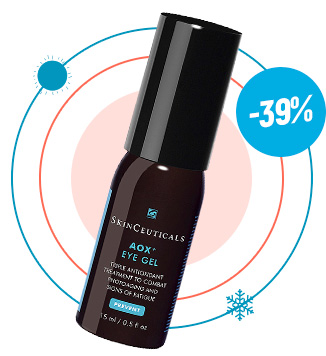 -39%
SKINCEUTICALS
AOX+
EYE GEL
TRIPLE ANTIOXIDANT
TREATMENT TO COMBAT
PHOTOAGING AND
SIGNS OF FATIGUE
PREVENT
15 ml / 0.5 fl oz